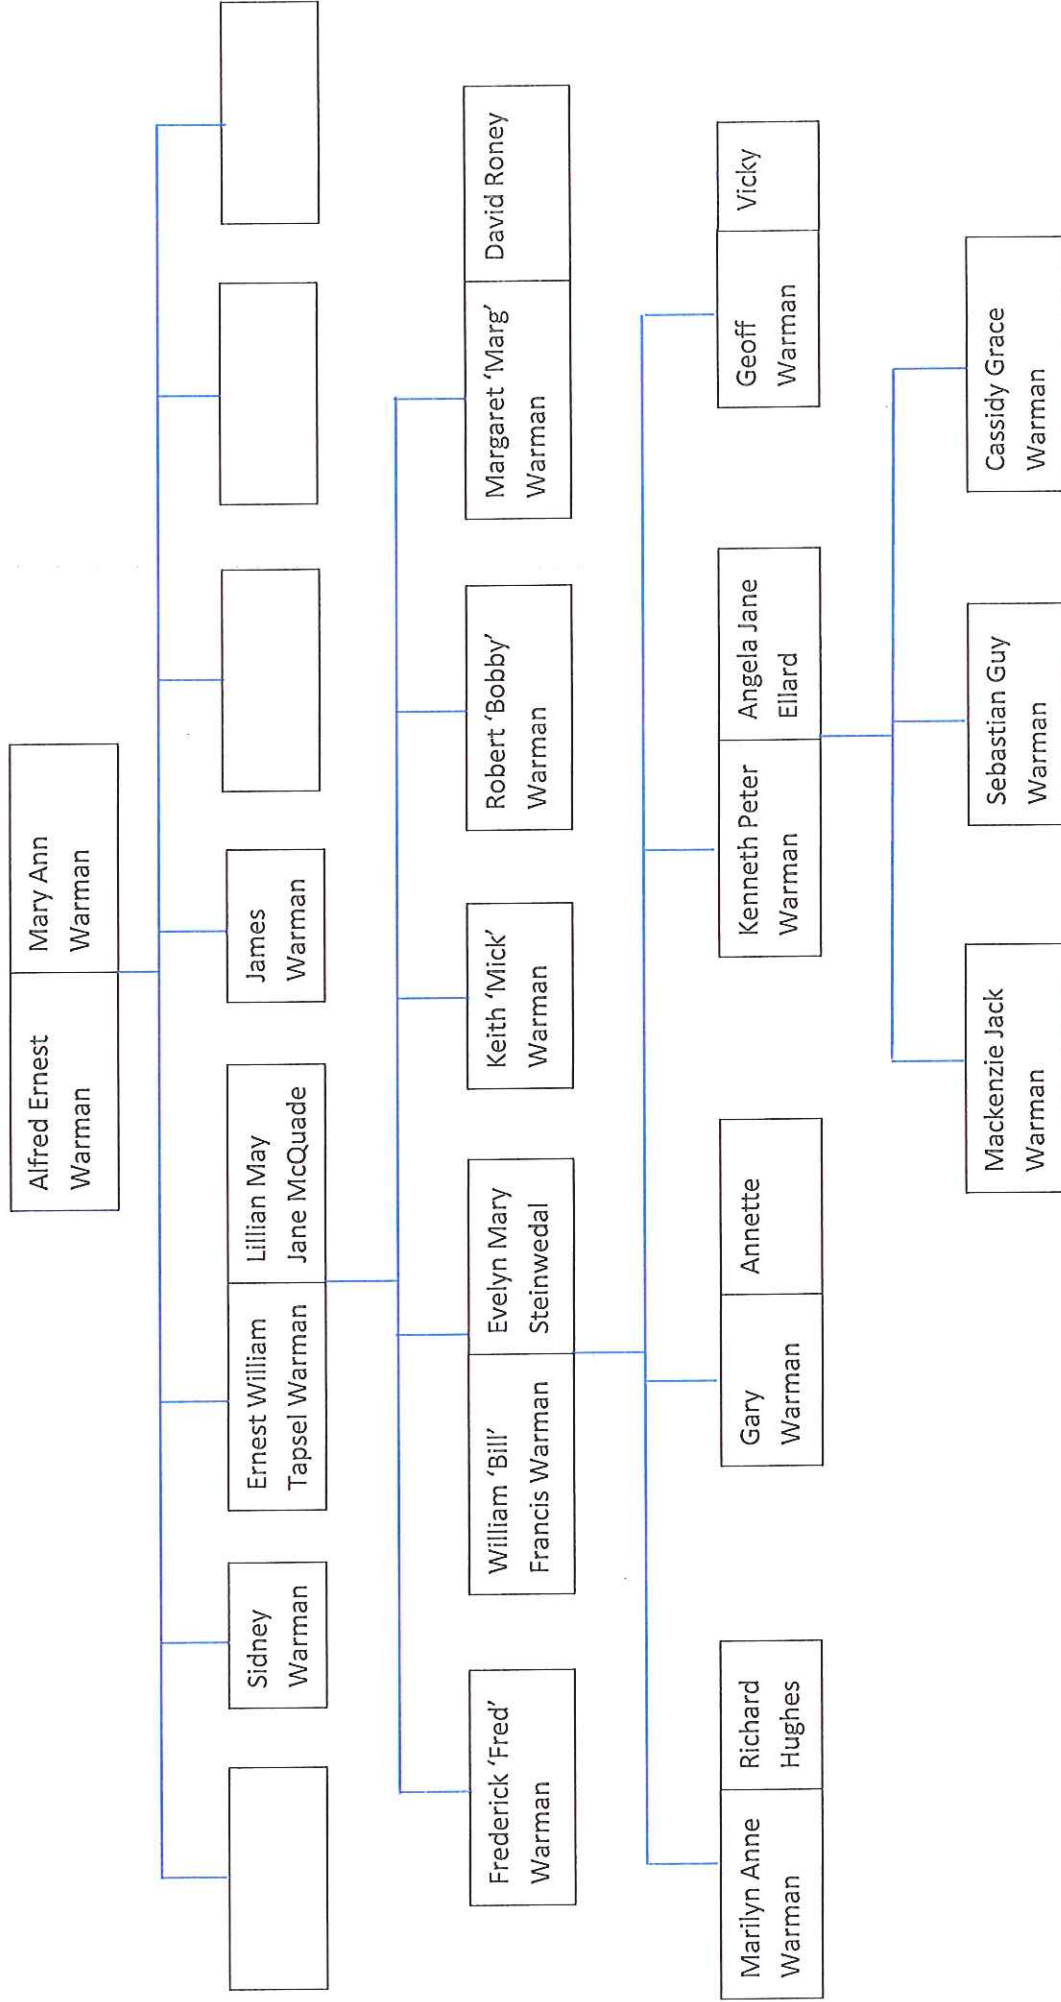 Alfred Ernest
Warman
Mary Ann
Warman
Sidney
Warman
Ernest William
Tapsel Warman
Lillian May
Jane McQuade
James
Warman
Frederick ‘Fred’
Warman
William ‘Bill’
Francis Warman
Evelyn Mary
Steinwedal
Keith ‘Mick’
Warman
Robert ‘Bobby’
Warman
Margaret ‘Marg’
Warman
David Roney
Marilyn Anne
Warman
Richard
Hughes
Gary
Warman
Annette
Kenneth Peter
Warman
Angela Jane
Ellard
Geoff
Warman
Vicky
Mackenzie Jack
Warman
Sebastian Guy
Warman
Cassidy Grace
Warman